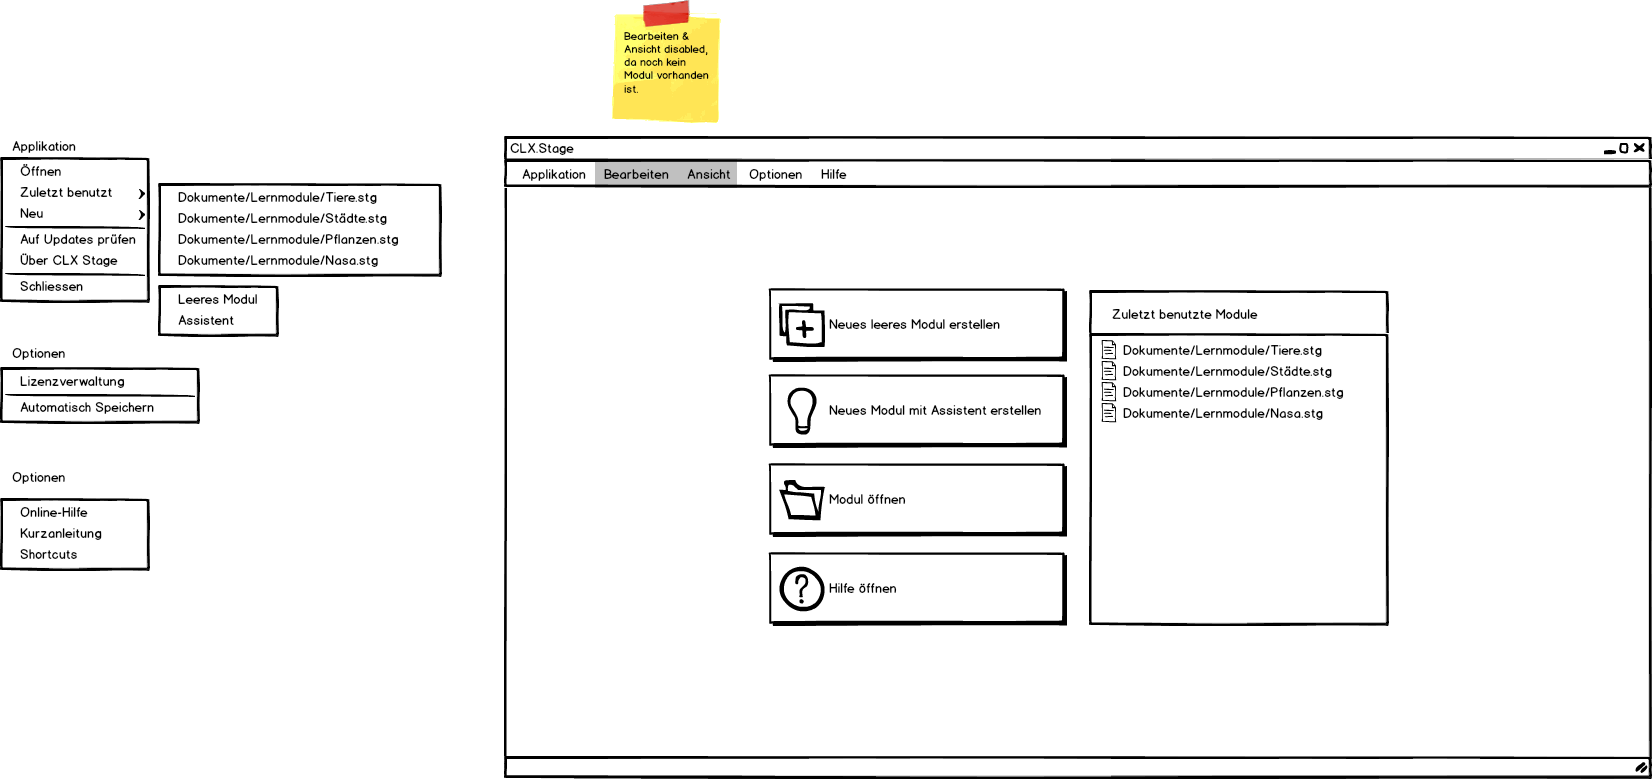 Bearbeiten &
Ansicht disabled,
da noch kein
Modul vorhanden
ist.
Applikation
Öffnen
Zuletzt benutzt
Neu
Auf Updates prüfen
Über CLX Stage
Schliessen
Dokumente/Lernmodule/Tiere.stg
Dokumente/Lernmodule/Städte.stg
Dokumente/Lernmodule/Pflanzen.stg
Dokumente/Lernmodule/Nasa.stg
Leeres Modul
Assistent
Optionen
Lizenzverwaltung
Automatisch Speichern
Optionen
Online-Hilfe
Kurzanleitung
Shortcuts
CLX.Stage
Applikation Bearbeiten Ansicht Optionen Hilfe
Neues leeres Modul erstellen
Neues Modul mit Assistent erstellen
Modul öffnen
Hilfe öffnen
Zuletzt benutzte Module
Dokumente/Lernmodule/Tiere.stg
Dokumente/Lernmodule/Städte.stg
Dokumente/Lernmodule/Pflanzen.stg
Dokumente/Lernmodule/Nasa.stg